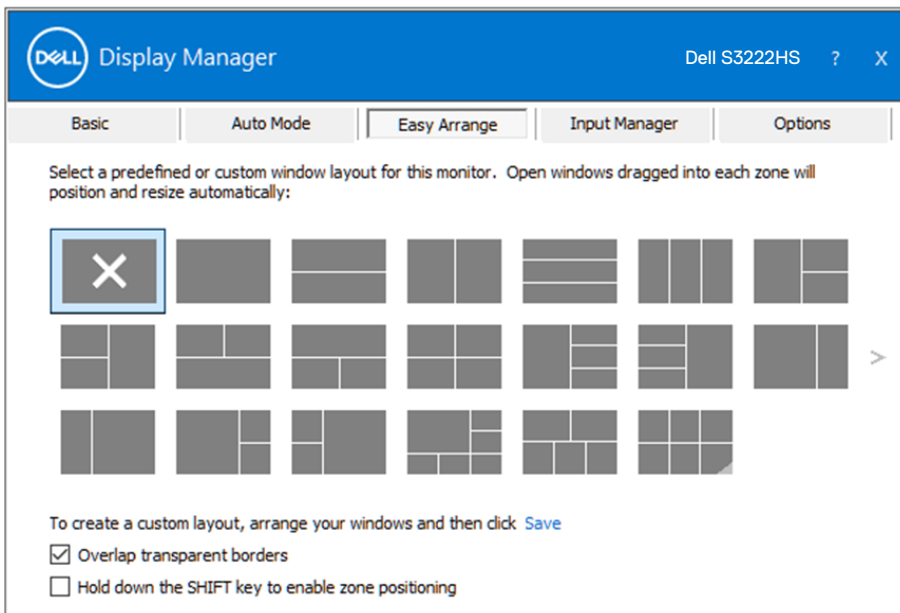 DELL Display Manager Dell S3222HS ? X
Basic Auto Mode Easy Arrange Input Manager Options
Select a predefined or custom window layout for this monitor. Open windows dragged into each zone will
position and resize automatically:
>
To create a custom layout, arrange your windows and then click Save
Overlap transparent borders
Hold down the SHIFT key to enable zone positioning